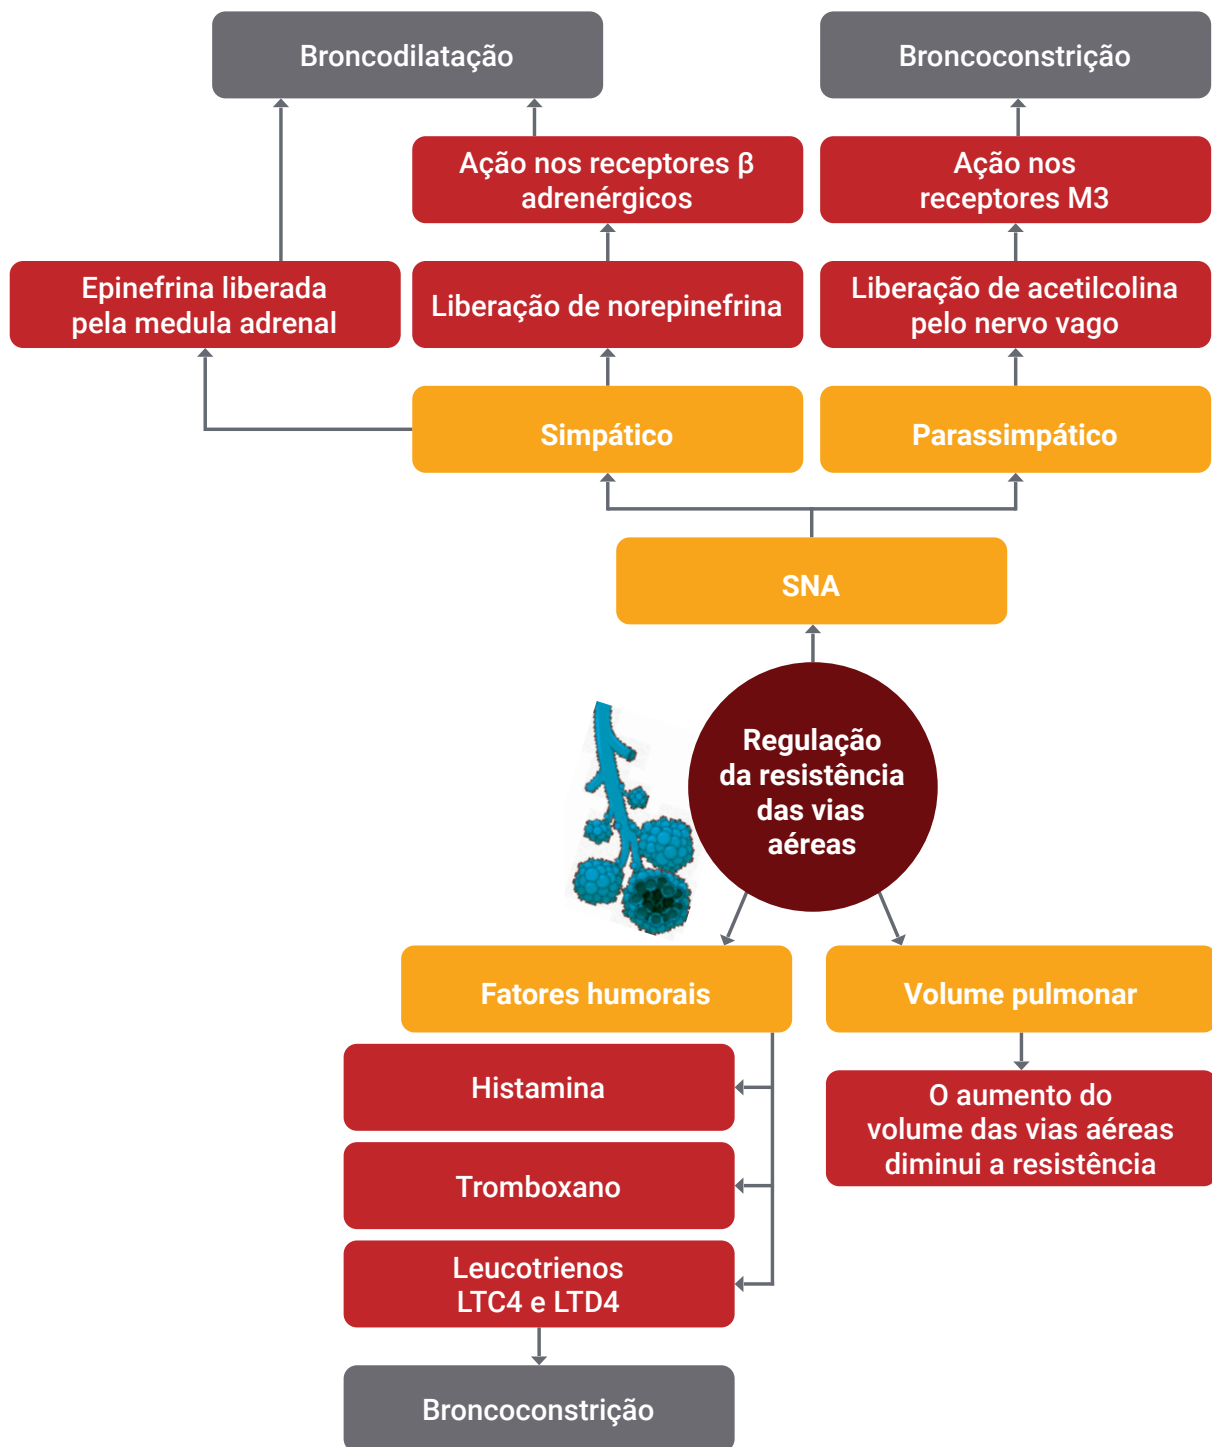 Broncodilatação
Broncoconstrição
Ação nos receptores β
adrenérgicos
Ação nos
receptores M3
Epinefrina liberada
pela medula adrenal
Liberação de norepinefrina
Liberação de acetilcolina
pelo nervo vago
Simpático
Parassimpático
SNA
Regulação
da resistência
das vias
aéreas
Fatores humorais
Volume pulmonar
Histamina
O aumento do
volume das vias aéreas
diminui a resistência
Tromboxano
Leucotrienos
LTC4 e LTD4
Broncoconstrição